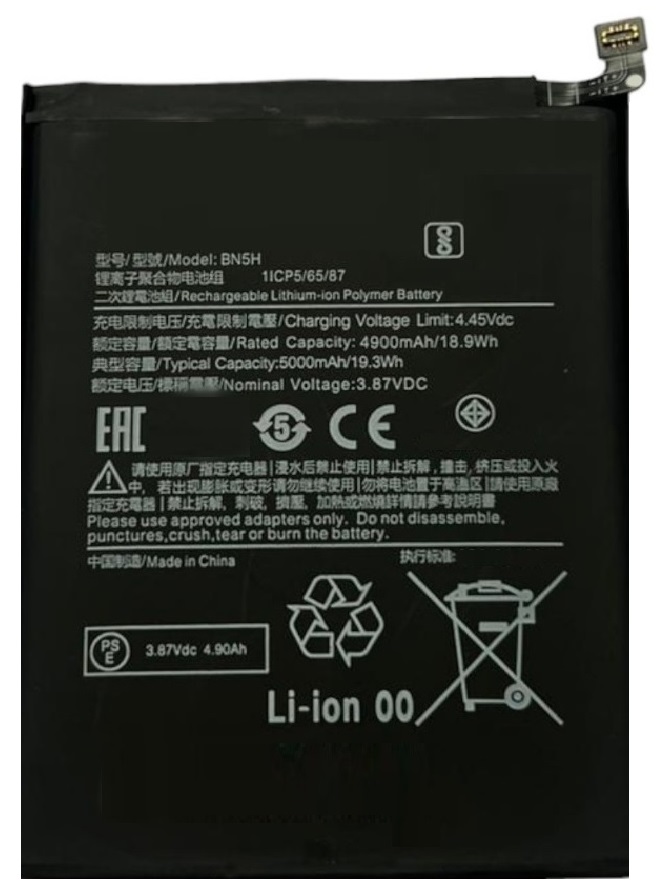 型号/型號/Model: BN5H
锂离子聚合物电池组 1ICP5/65/87
二次鋰電池組/Rechargeable Lithium-ion Polymer Battery
充电限制电压/充電限制電壓/Charging Voltage Limit:4.45Vdc
额定容量/額定電容量/Rated Capacity: 4900mAh/18.9Wh
典型容量/Typical Capacity:5000mAh/19.3Wh
额定电压/標稱電壓/Nominal Voltage:3.87VDC
EAC 5 CE
请使用原厂指定充电器|浸水后禁止使用|禁止拆解,撞击,挤压或投入火
中,若出现膨胀或变形请勿继续使用|勿将电池置于高温区|請使用原廠
指定充電器|禁止拆解,刺破,擠壓,加熱或燃燒詳情請參考說明書
Please use approved adapters only. Do not disassemble,
punctures,crush,tear or burn the battery.
中国制造/Made in China 执行标准:
PS
E 3.87Vdc 4.90Ah
Li-ion 00